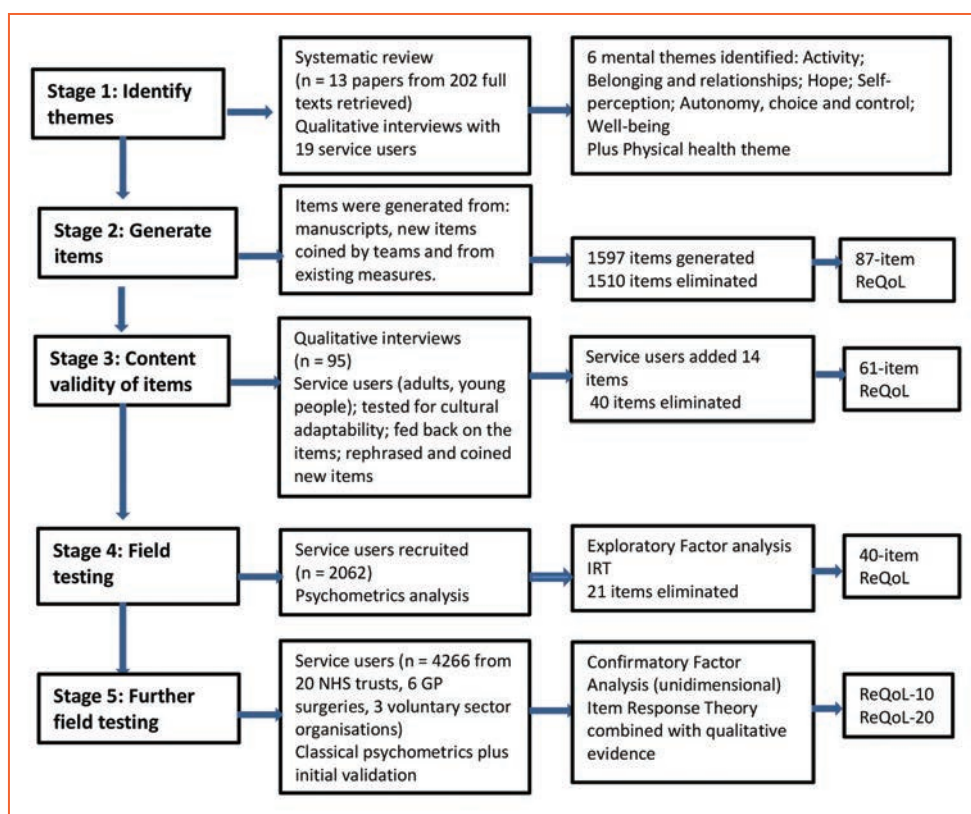 Stage 1: Identify
themes
Systematic review
(n = 13 papers from 202 full
texts retrieved)
Qualitative interviews with
19 service users
6 mental themes identified: Activity;
Belonging and relationships; Hope; Self-
perception; Autonomy, choice and control;
Well-being
Plus Physical health theme
Stage 2: Generate
items
Items were generated from:
manuscripts, new items
coined by teams and from
existing measures.
1597 items generated
1510 items eliminated
87-item
ReQoL
Stage 3: Content
validity of items
Qualitative interviews
(n = 95)
Service users (adults, young
people); tested for cultural
adaptability; fed back on the
items; rephrased and coined
new items
Service users added 14
items
40 items eliminated
61-item
ReQoL
Stage 4: Field
testing
Service users recruited
(n = 2062)
Psychometrics analysis
Exploratory Factor analysis
IRT
21 items eliminated
40-item
ReQoL
Stage 5: Further
field testing
Service users (n = 4266 from
20 NHS trusts, 6 GP
surgeries, 3 voluntary sector
organisations)
Classical psychometrics plus
initial validation
Confirmatory Factor
Analysis (unidimensional)
Item Response Theory
combined with qualitative
evidence
ReQoL-10
ReQoL-20